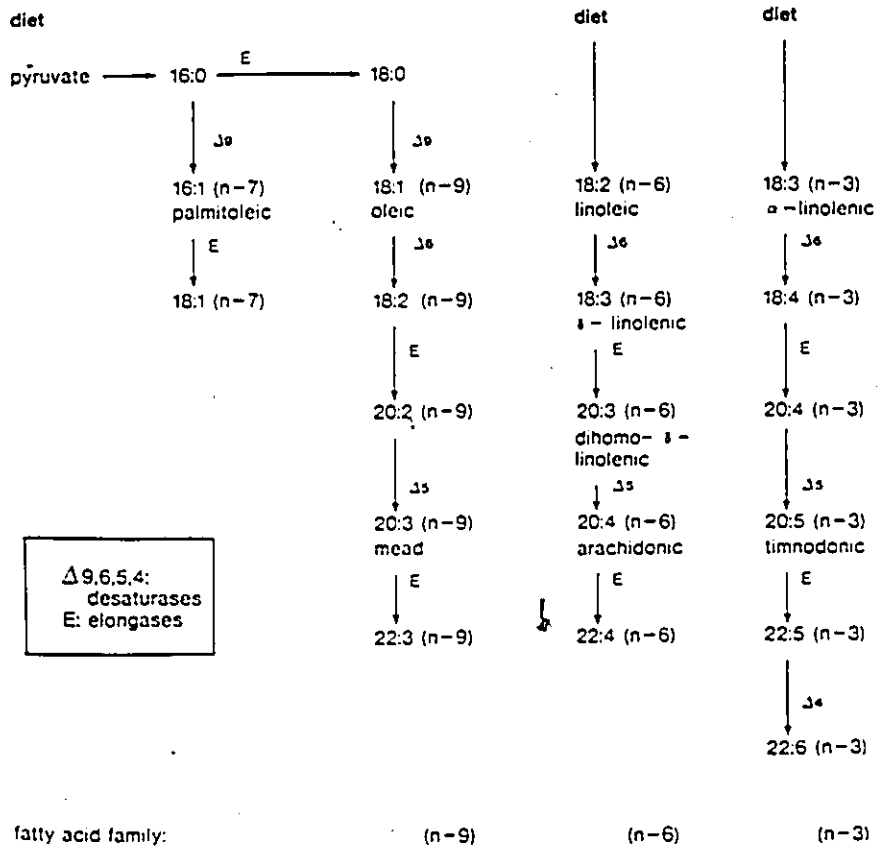 diet diet diet
pyruvate 16:0 E 18:0
Δ9 Δ9
16:1 (n-7) 18:1 (n-9) 18:2 (n-6) 18:3 (n-3)
palmitoleic oleic linoleic α-linolenic
E Δ6 Δ6 Δ6
18:1 (n-7) 18:2 (n-9) 18:3 (n-6) 18:4 (n-3)
- linolenic
E E E
20:2 (n-9) 20:3 (n-6) 20:4 (n-3)
dihomo- -
linolenic
Δ5 Δ5 Δ5
20:3 (n-9) 20:4 (n-6) 20:5 (n-3)
mead arachidonic timnodonic
E E E
22:3 (n-9) 22:4 (n-6) 22:5 (n-3)
Δ4
22:6 (n-3)
Δ9,6,5,4:
desaturases
E: elongases
fatty acid family: (n-9) (n-6) (n-3)